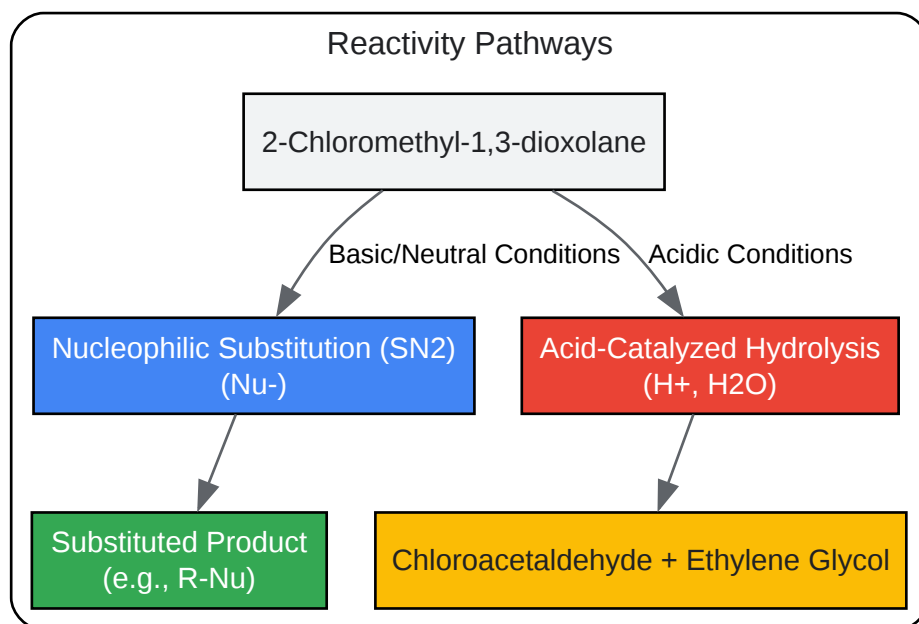 Reactivity Pathways
2-Chloromethyl-1,3-dioxolane
Basic/Neutral Conditions
Acidic Conditions
Nucleophilic Substitution (SN2)
(Nu-)
Acid-Catalyzed Hydrolysis
(H+, H2O)
Substituted Product
(e.g., R-Nu)
Chloroacetaldehyde + Ethylene Glycol